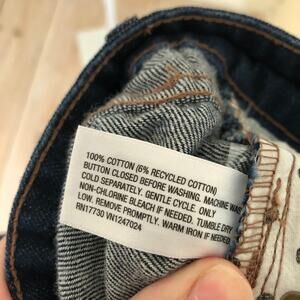 100% COTTON (6% RECYCLED COTTON)
BUTTON CLOSED BEFORE WASHING. MACHINE WASH
COLD SEPARATELY. GENTLE CYCLE. ONLY
NON-CHLORINE BLEACH IF NEEDED. TUMBLE DRY
LOW. REMOVE PROMPTLY. WARM IRON IF NEEDED.
RN17730 VN1247024